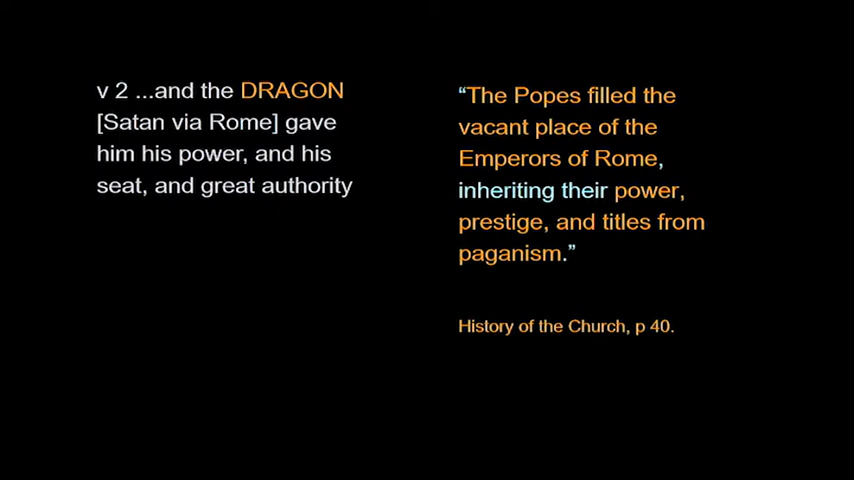 v 2 ...and the DRAGON
[Satan via Rome] gave
him his power, and his
seat, and great authority
“The Popes filled the
vacant place of the
Emperors of Rome,
inheriting their power,
prestige, and titles from
paganism.”
History of the Church, p 40.